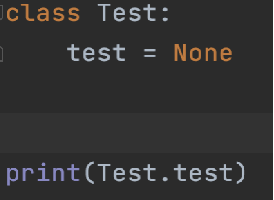 class Test:
    test = None
print(Test.test)